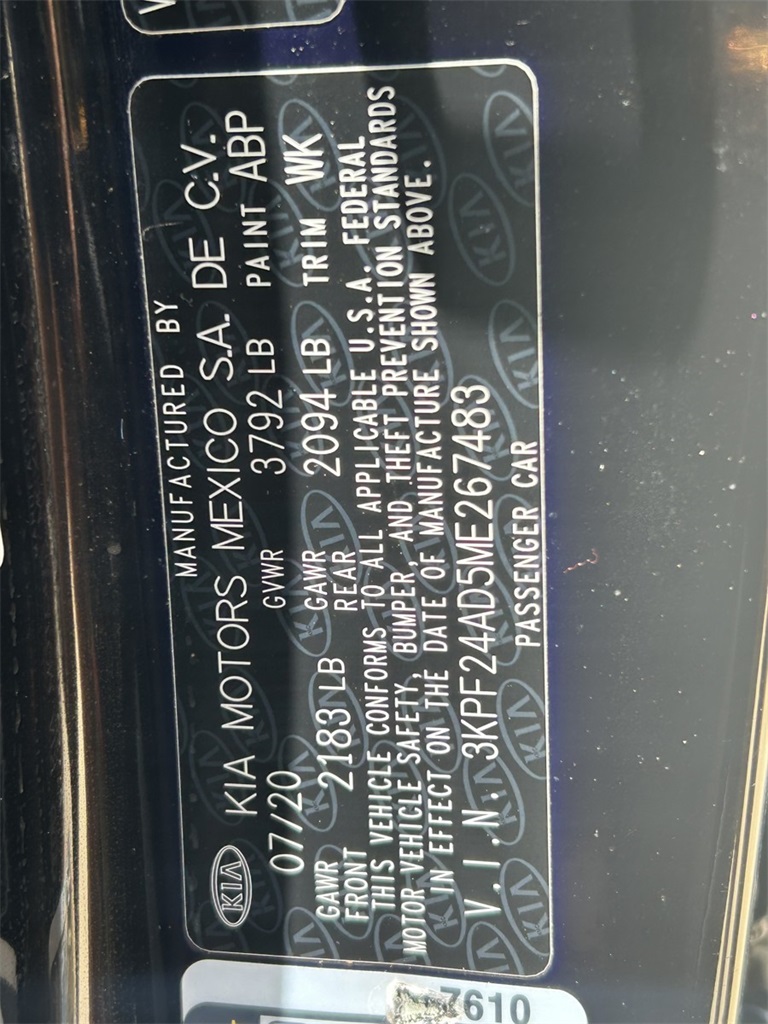 MANUFACTURED BY
KIA KIA MOTORS MEXICO S.A. DE C.V.
07/20 GVWR 3792 LB PAINT ABP
GAWR FRONT 2183 LB GAWR REAR 2094 LB TRIM WK
THIS VEHICLE CONFORMS TO ALL APPLICABLE U.S.A. FEDERAL
MOTOR VEHICLE SAFETY, BUMPER, AND THEFT PREVENTION STANDARDS
IN EFFECT ON THE DATE OF MANUFACTURE SHOWN ABOVE.
V.I.N. 3KPF24AD5ME267483
PASSENGER CAR
7610